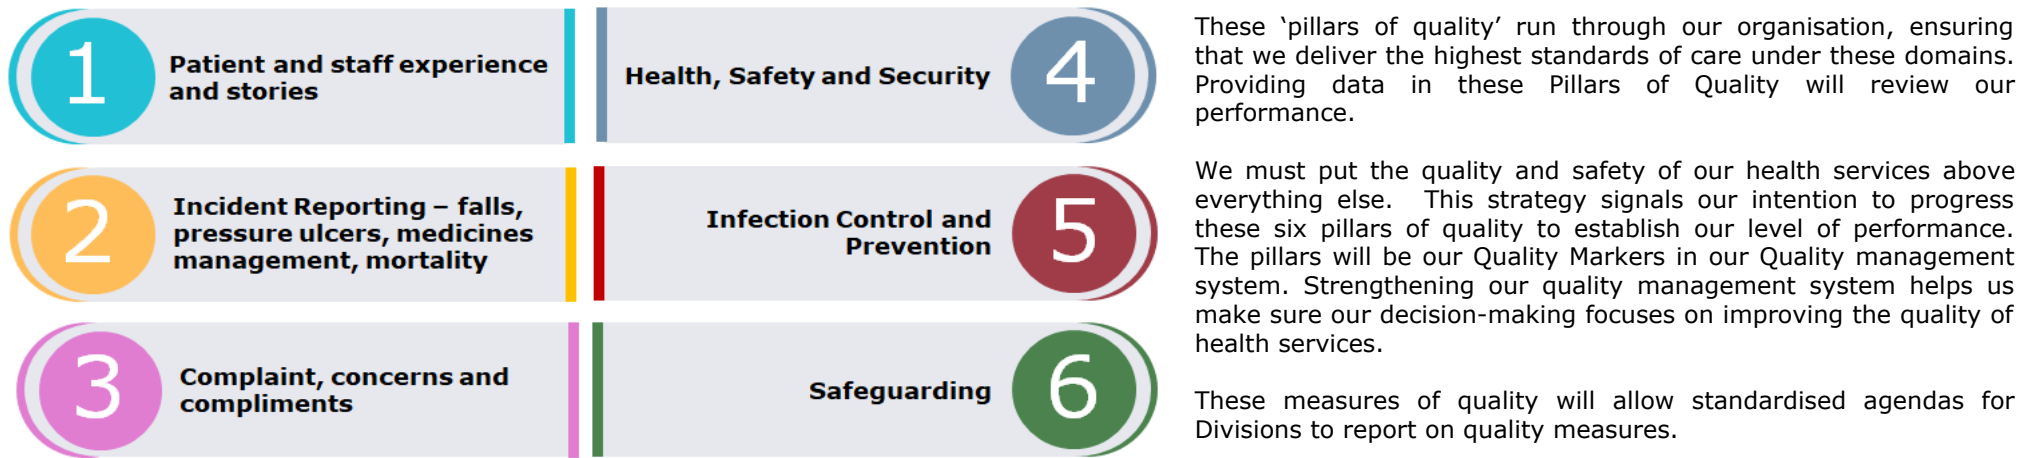 1
Patient and staff experience
and stories
2
Incident Reporting – falls,
pressure ulcers, medicines
management, mortality
3
Complaint, concerns and
compliments
4
Health, Safety and Security
5
Infection Control and
Prevention
6
Safeguarding
These ‘pillars of quality’ run through our organisation, ensuring
that we deliver the highest standards of care under these domains.
Providing data in these Pillars of Quality will review our
performance.
We must put the quality and safety of our health services above
everything else. This strategy signals our intention to progress
these six pillars of quality to establish our level of performance.
The pillars will be our Quality Markers in our Quality management
system. Strengthening our quality management system helps us
make sure our decision-making focuses on improving the quality of
health services.
These measures of quality will allow standardised agendas for
Divisions to report on quality measures.